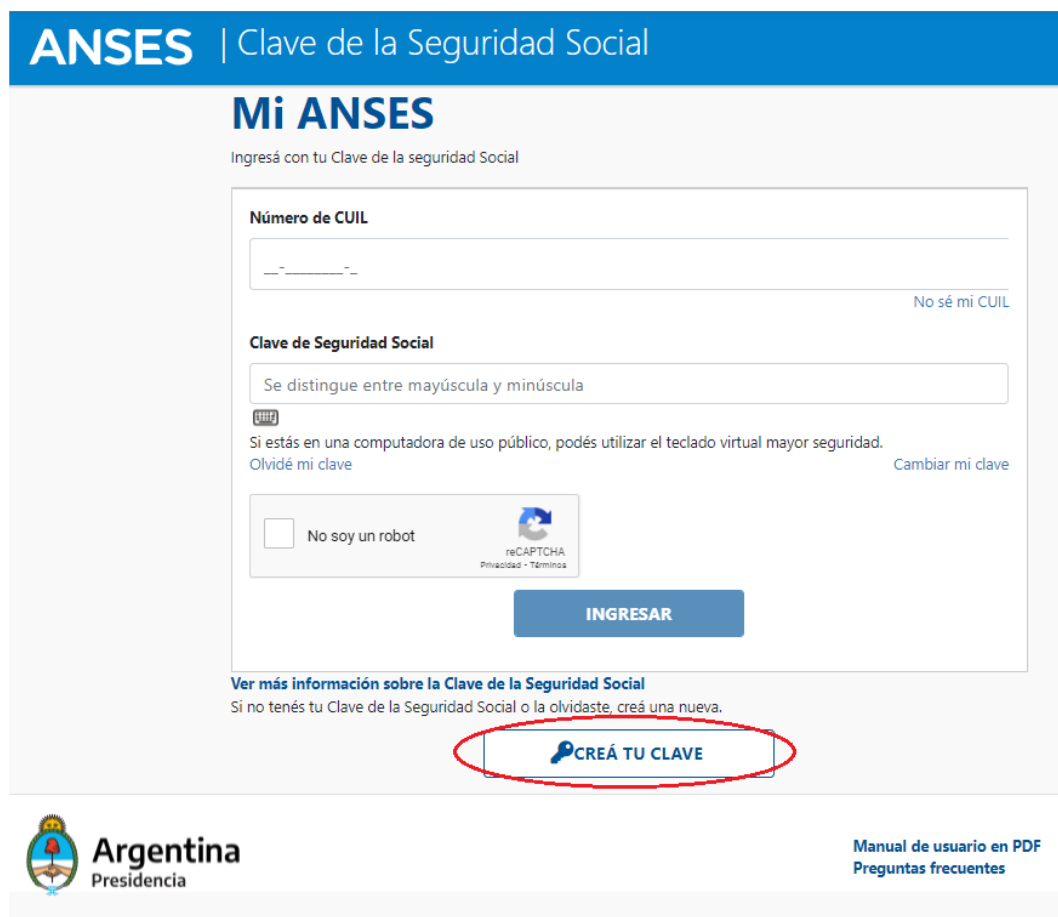 ANSES | Clave de la Seguridad Social
Mi ANSES
Ingresá con tu Clave de la seguridad Social
Número de CUIL
__-________-_
No sé mi CUIL
Clave de Seguridad Social
Se distingue entre mayúscula y minúscula
Si estás en una computadora de uso público, podés utilizar el teclado virtual mayor seguridad.
Olvidé mi clave Cambiar mi clave
No soy un robot
reCAPTCHA
Privacidad - Términos
INGRESAR
Ver más información sobre la Clave de la Seguridad Social
Si no tenés tu Clave de la Seguridad Social o la olvidaste, creá una nueva.
CREÁ TU CLAVE
Argentina
Presidencia
Manual de usuario en PDF
Preguntas frecuentes